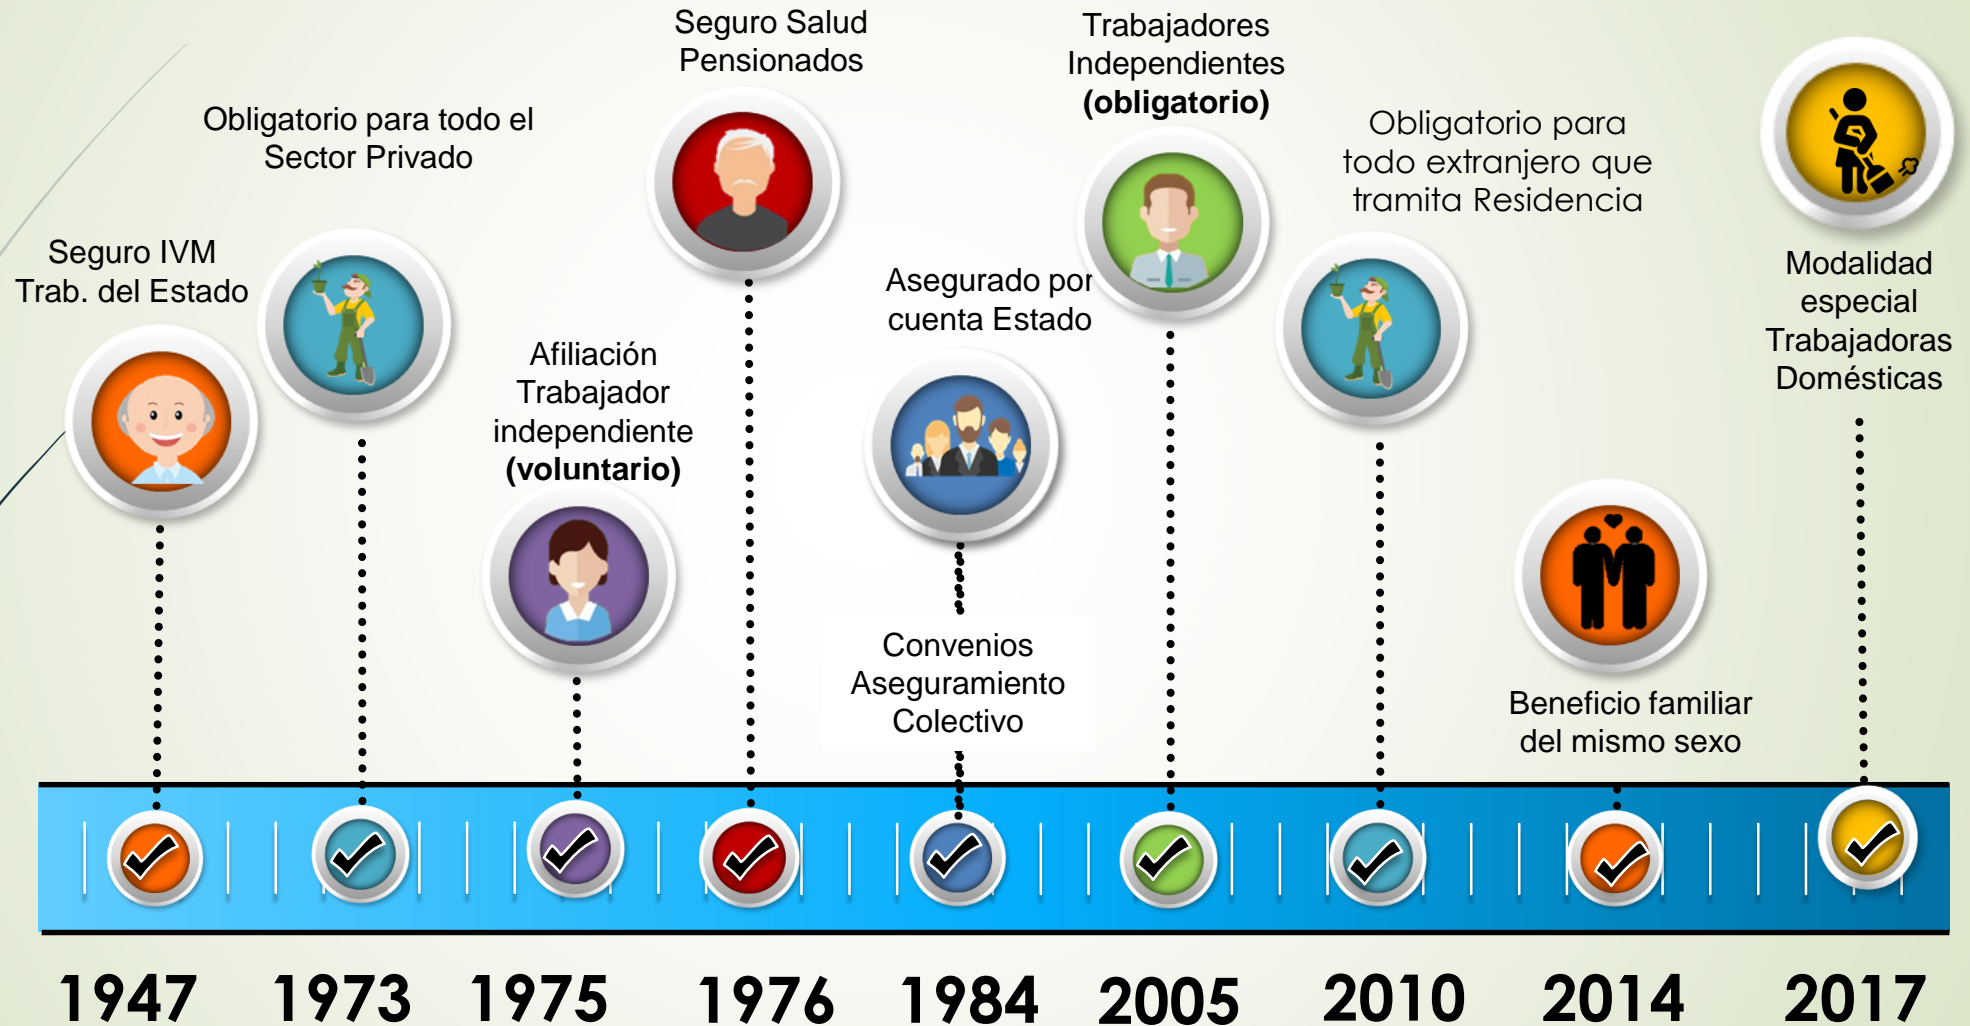 Seguro IVM
Trab. del Estado
Obligatorio para todo el
Sector Privado
Afiliación
Trabajador
independiente
(voluntario)
Seguro Salud
Pensionados
Asegurado por
cuenta Estado
Convenios
Aseguramiento
Colectivo
Trabajadores
Independientes
(obligatorio)
Obligatorio para
todo extranjero que
tramita Residencia
Beneficio familiar
del mismo sexo
Modalidad
especial
Trabajadoras
Domésticas
1947 1973 1975 1976 1984 2005 2010 2014 2017